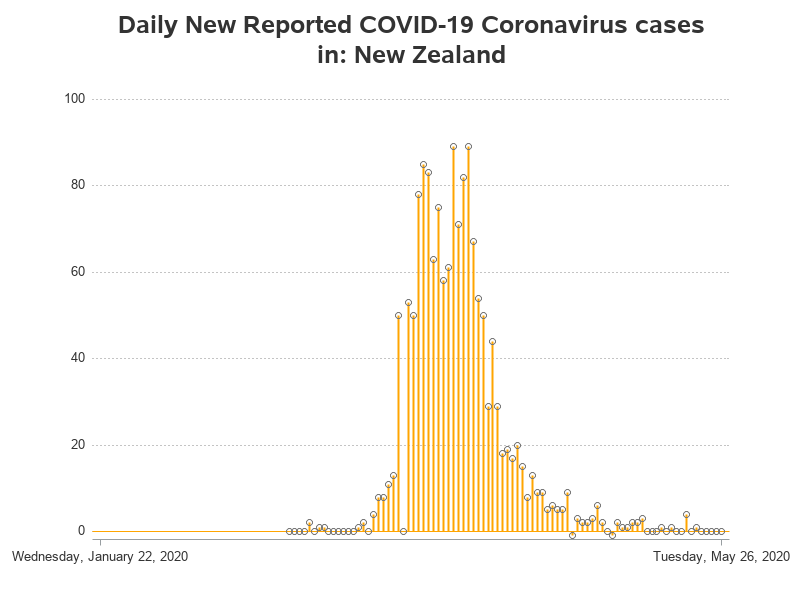 Daily New Reported COVID-19 Coronavirus cases
in: New Zealand
100
80
60
40
20
0
Wednesday, January 22, 2020
Tuesday, May 26, 2020